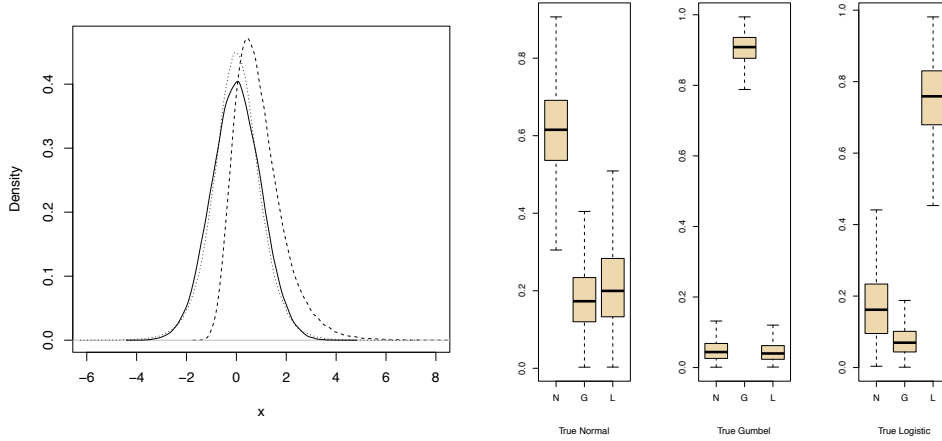 Density
0.0 0.1 0.2 0.3 0.4
−6 −4 −2 0 2 4 6 8
x
0.0 0.2 0.4 0.6 0.8
N G L
True Normal
0.0 0.2 0.4 0.6 0.8 1.0
N G L
True Gumbel
0.0 0.2 0.4 0.6 0.8 1.0
N G L
True Logistic